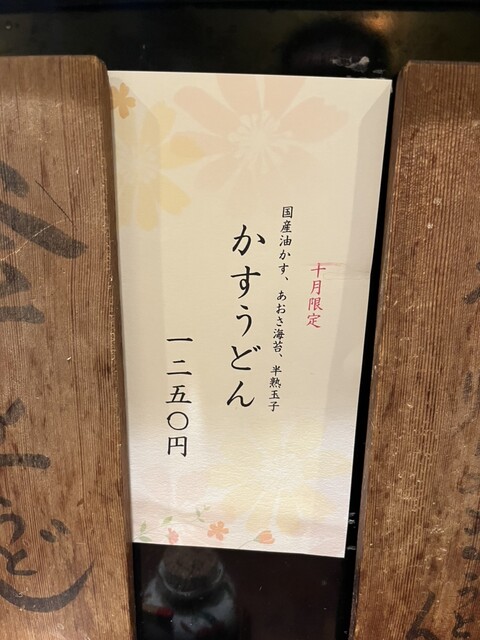 十月限定
国産油かす、あおさ海苔、半熟玉子
かすうどん
一二五〇円